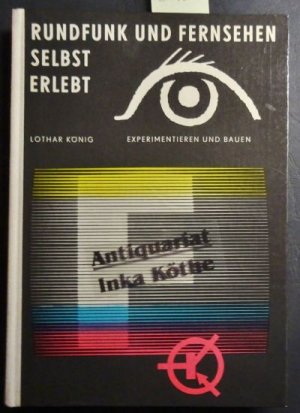 RUNDFUNK UND FERNSEHEN
SELBST
ERLEBT
LOTHAR KÖNIG EXPERIMENTIEREN UND BAUEN
Antiquariat
Inka Köthe